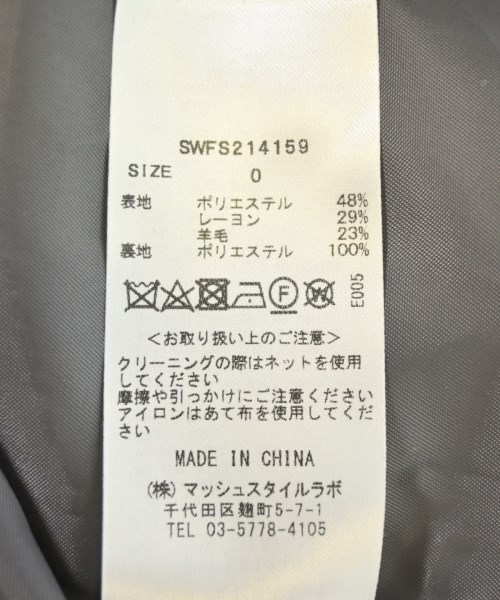 SWFS214159
SIZE 0
表地 ポリエステル 48%
レーヨン 29%
羊毛 23%
裏地 ポリエステル 100%
F W E005
<お取り扱い上のご注意>
クリーニングの際はネットを使用
してください
摩擦や引っかけにご注意ください
アイロンはあて布を使用してくだ
さい
MADE IN CHINA
(株) マッシュスタイルラボ
千代田区麹町5-7-1
TEL 03-5778-4105